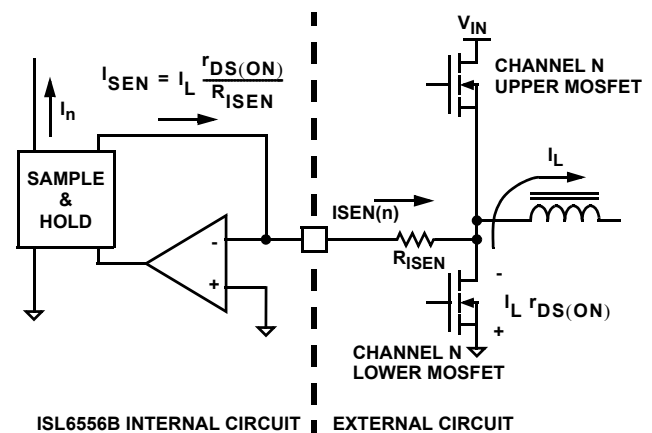 V_IN
I_SEN = I_L r_DS(ON) / R_ISEN
CHANNEL N
UPPER MOSFET
I_n
I_L
SAMPLE
&
HOLD
ISEN(n)
-
+
R_ISEN
-
I_L r_DS(ON)
+
CHANNEL N
LOWER MOSFET
ISL6556B INTERNAL CIRCUIT
EXTERNAL CIRCUIT